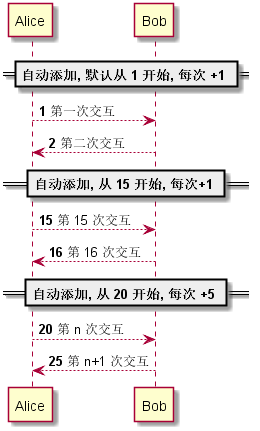 Alice Bob
自动添加, 默认从 1 开始, 每次 +1
1 第一次交互
2 第二次交互
自动添加, 从 15 开始, 每次+1
15 第 15 次交互
16 第 16 次交互
自动添加, 从 20 开始, 每次 +5
20 第 n 次交互
25 第 n+1 次交互
Alice Bob